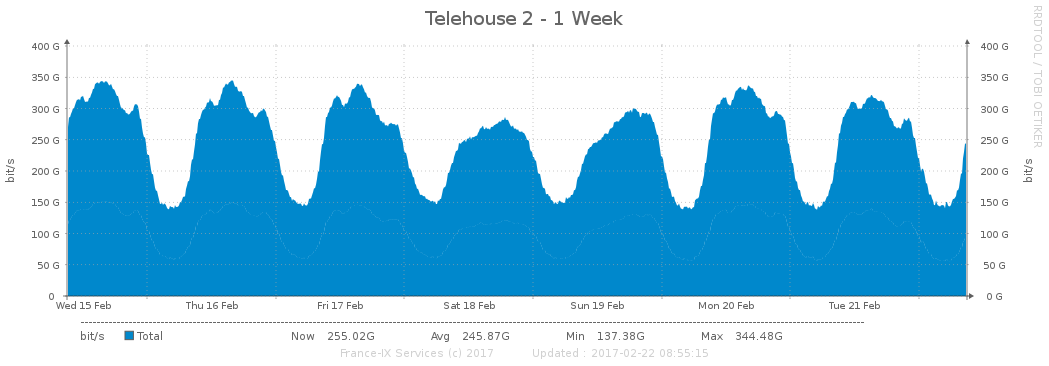 Telehouse 2 - 1 Week
RRDTOOL / TOBI OETIKER
400 G 400 G
350 G 350 G
300 G 300 G
250 G 250 G
200 G 200 G
150 G 150 G
100 G 100 G
50 G 50 G
0 0 G
bit/s bit/s
Wed 15 Feb Thu 16 Feb Fri 17 Feb Sat 18 Feb Sun 19 Feb Mon 20 Feb Tue 21 Feb
bit/s Total Now 255.02G Avg 245.87G Min 137.38G Max 344.48G
France-IX Services (c) 2017 Updated : 2017-02-22 08:55:15